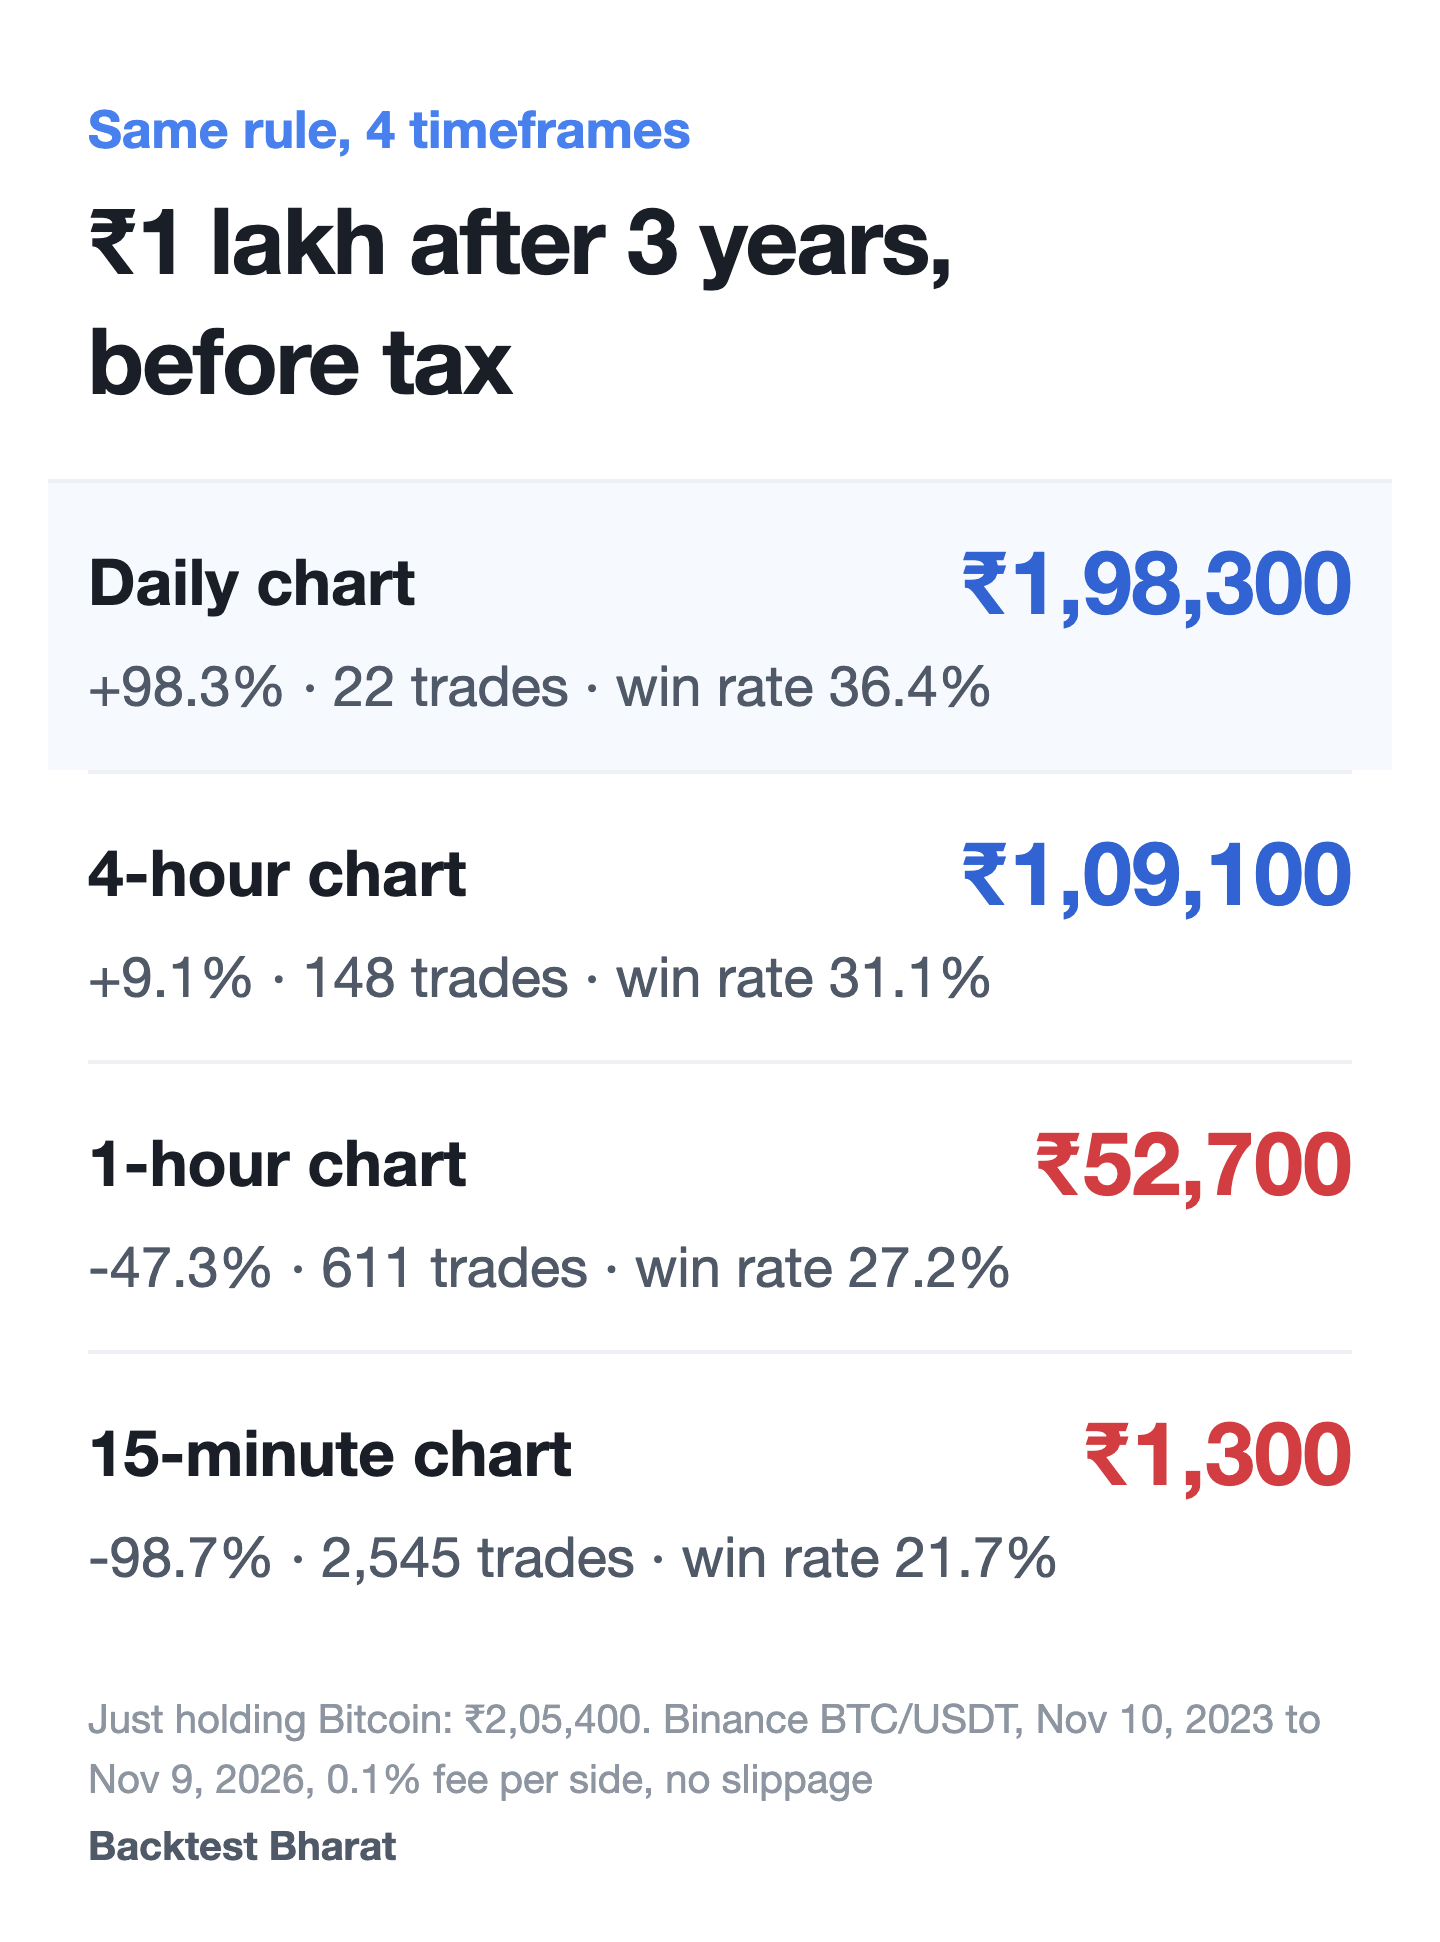 Same rule, 4 timeframes
₹1 lakh after 3 years,
before tax
Daily chart
₹1,98,300
+98.3% · 22 trades · win rate 36.4%
4-hour chart
₹1,09,100
+9.1% · 148 trades · win rate 31.1%
1-hour chart
₹52,700
-47.3% · 611 trades · win rate 27.2%
15-minute chart
₹1,300
-98.7% · 2,545 trades · win rate 21.7%
Just holding Bitcoin: ₹2,05,400. Binance BTC/USDT, Nov 10, 2023 to
Nov 9, 2026, 0.1% fee per side, no slippage
Backtest Bharat